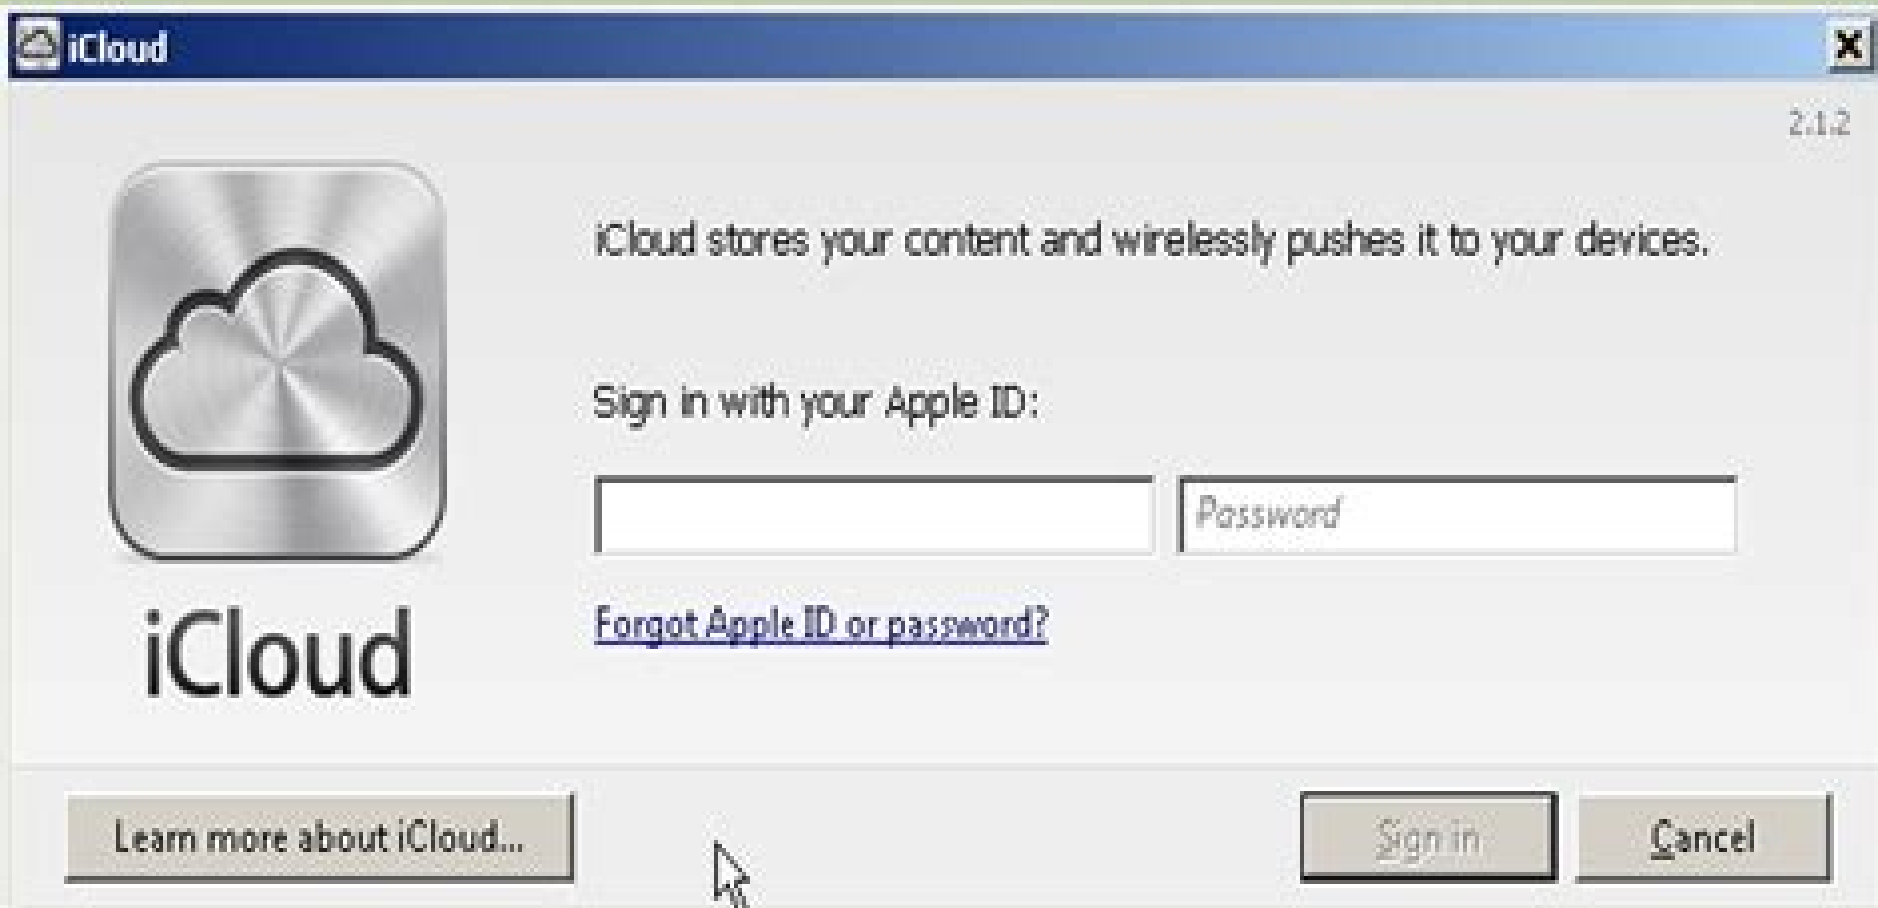 iCloud
2.1.2
iCloud stores your content and wirelessly pushes it to your devices.
Sign in with your Apple ID:
Password
Forgot Apple ID or password?
iCloud
Learn more about iCloud...
Sign in
Cancel